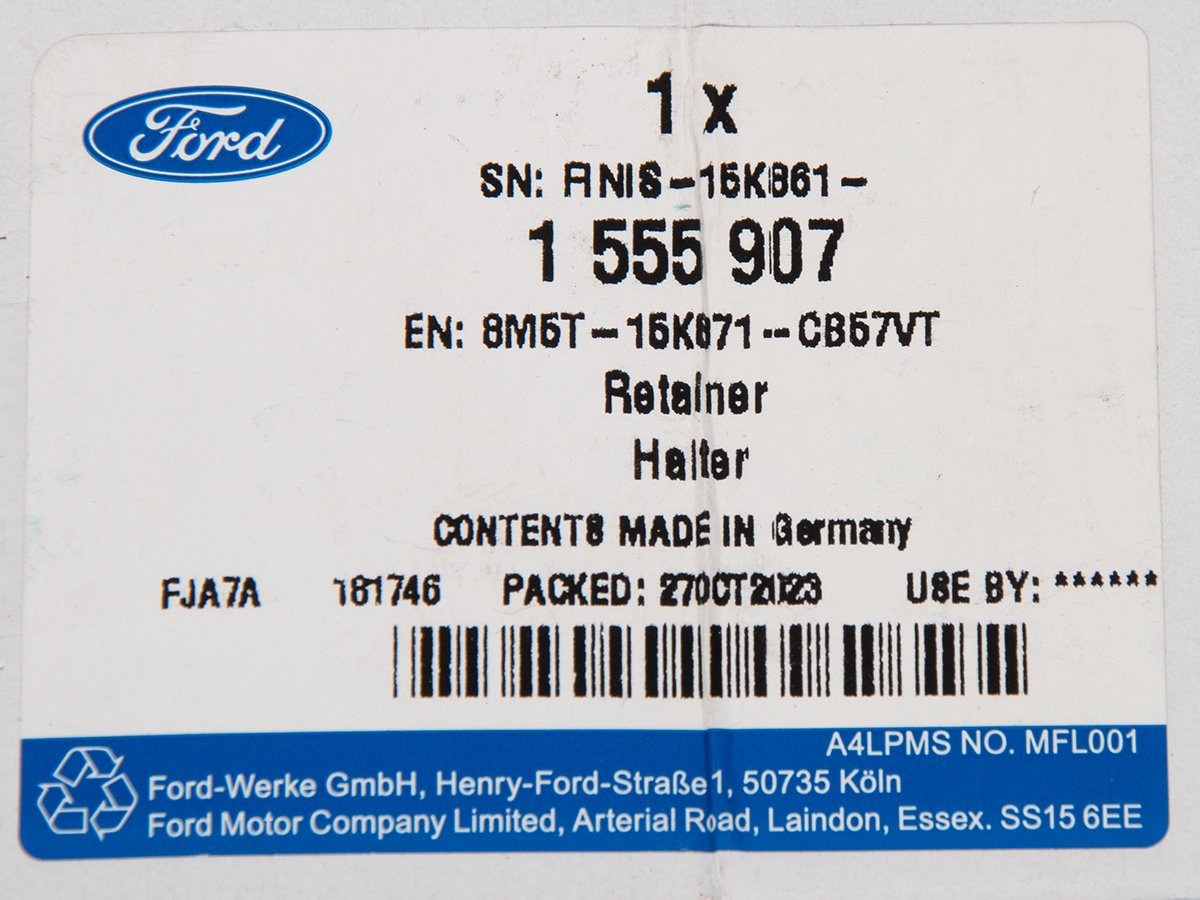 Ford
1 x
SN: FINIS-15K861-
1 555 907
EN: 8M5T-15K871--CB57VT
Retainer
Halter
CONTENTS MADE IN Germany
FJA7A 181746 PACKED: 27OCT2023 USE BY: ******
A4LPMS NO. MFL001
Ford-Werke GmbH, Henry-Ford-Straße1, 50735 Köln
Ford Motor Company Limited, Arterial Road, Laindon, Essex. SS15 6EE